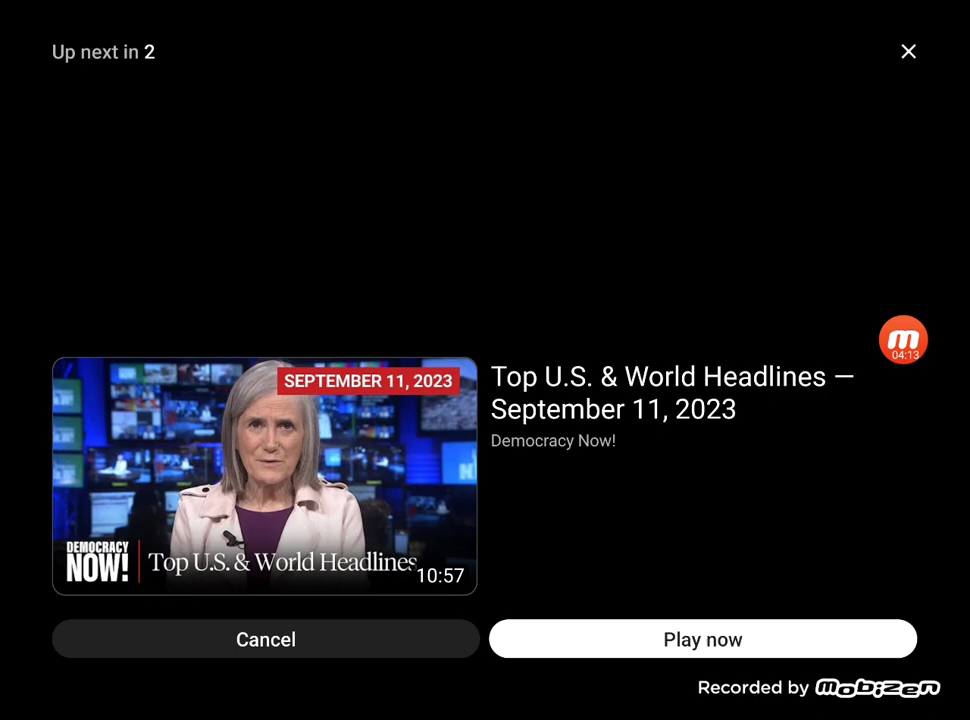 Up next in 2
04:13
SEPTEMBER 11, 2023
Top U.S. & World Headlines —
September 11, 2023
Democracy Now!
DEMOCRACY
NOW!
Top U.S. & World Headlines
10:57
Cancel
Play now
Recorded by mobizen